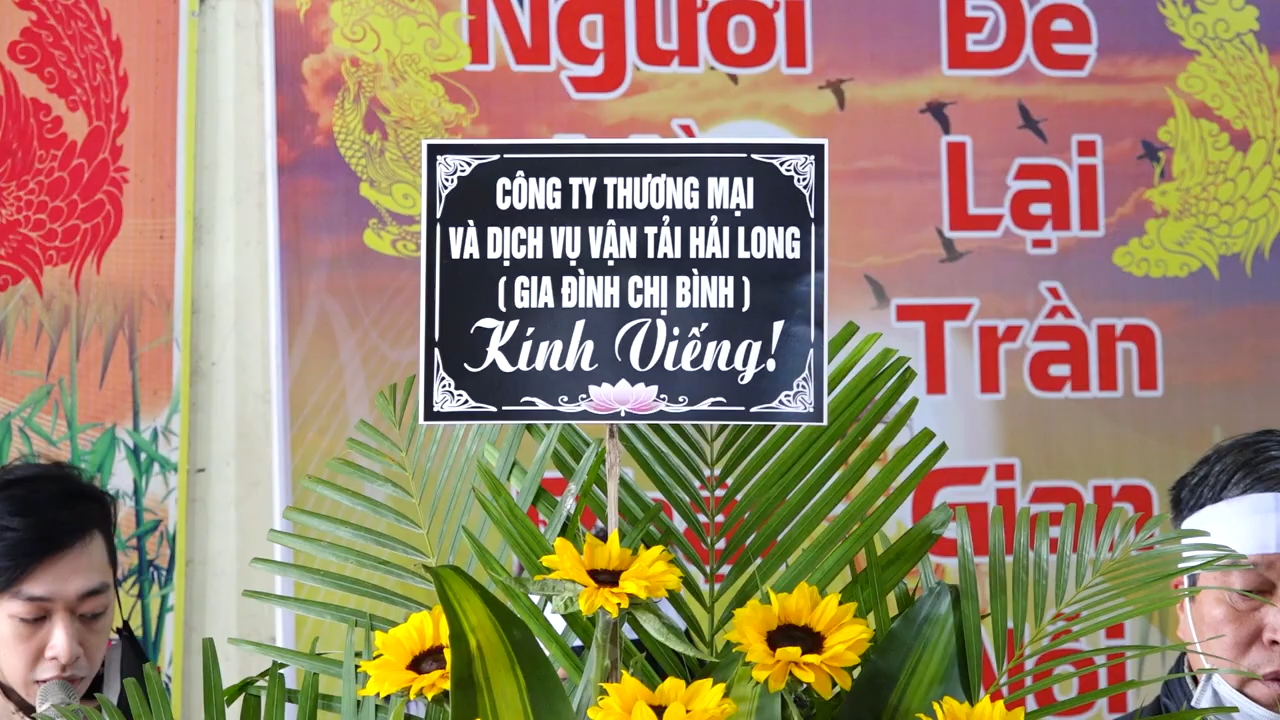 CÔNG TY THƯƠNG MẠI
VÀ DỊCH VỤ VẬN TẢI HẢI LONG
( GIA ĐÌNH CHỊ BÌNH )
Kính Viếng!
Người
Để
Lại
Trần
Gian